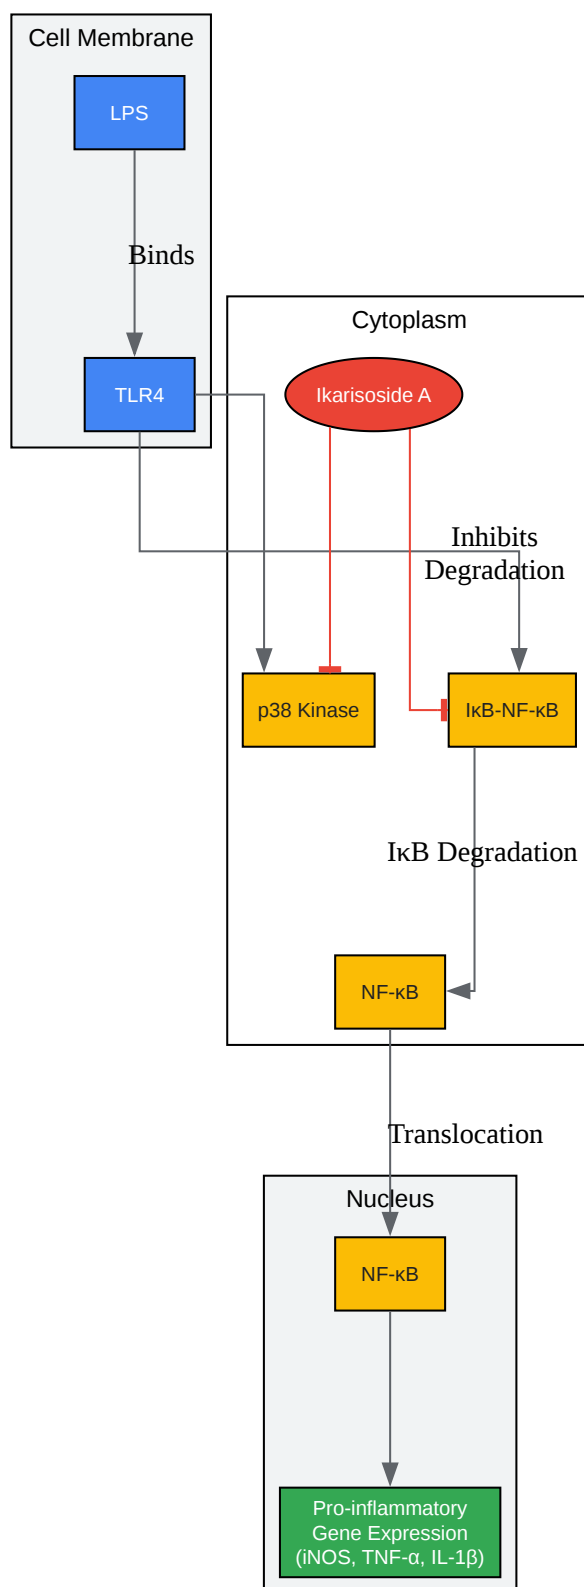 Cell Membrane
LPS
Binds
TLR4
Cytoplasm
Ikarisoside A
Inhibits
Degradation
p38 Kinase
IκB-NF-κB
IκB Degradation
NF-κB
Translocation
Nucleus
NF-κB
Pro-inflammatory
Gene Expression
(iNOS, TNF-α, IL-1β)